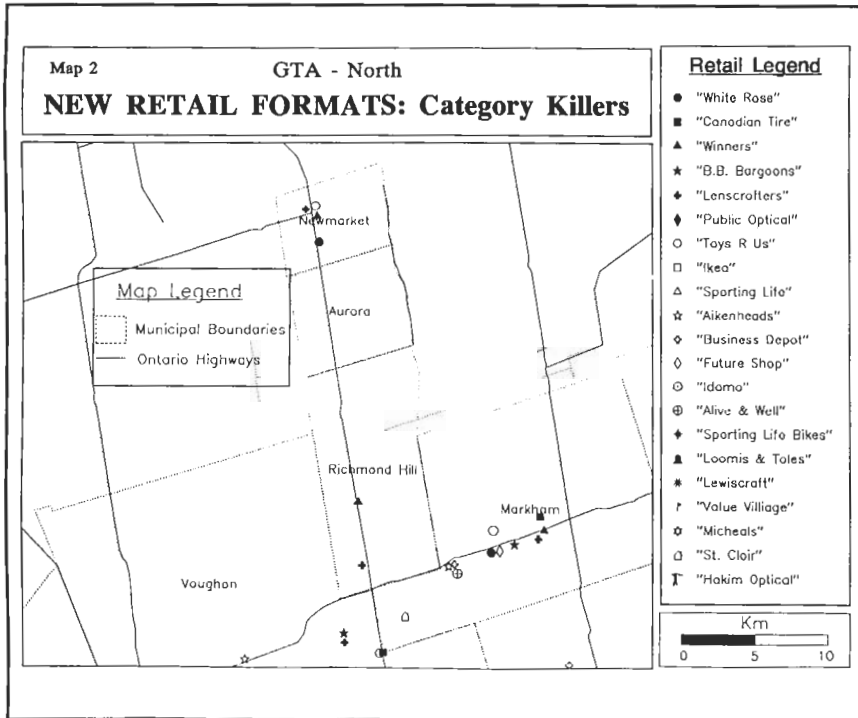 Map 2
GTA - North
NEW RETAIL FORMATS: Category Killers
Retail Legend
"White Rose"
"Canadian Tire"
"Winners"
"B.B. Bargoons"
"Lenscrafters"
"Public Optical"
"Toys R Us"
"Ikea"
"Sporting Life"
"Aikenheads"
"Business Depot"
"Future Shop"
"Idomo"
"Alive & Well"
"Sporting Life Bikes"
"Loomis & Toles"
"Lewiscraft"
"Value Villiage"
"Micheals"
"St. Clair"
"Hakim Optical"
Newmarket
Map Legend
Municipal Boundaries
Ontario Highways
Aurora
Richmond Hill
Markham
Vaughan
Km
0 5 10